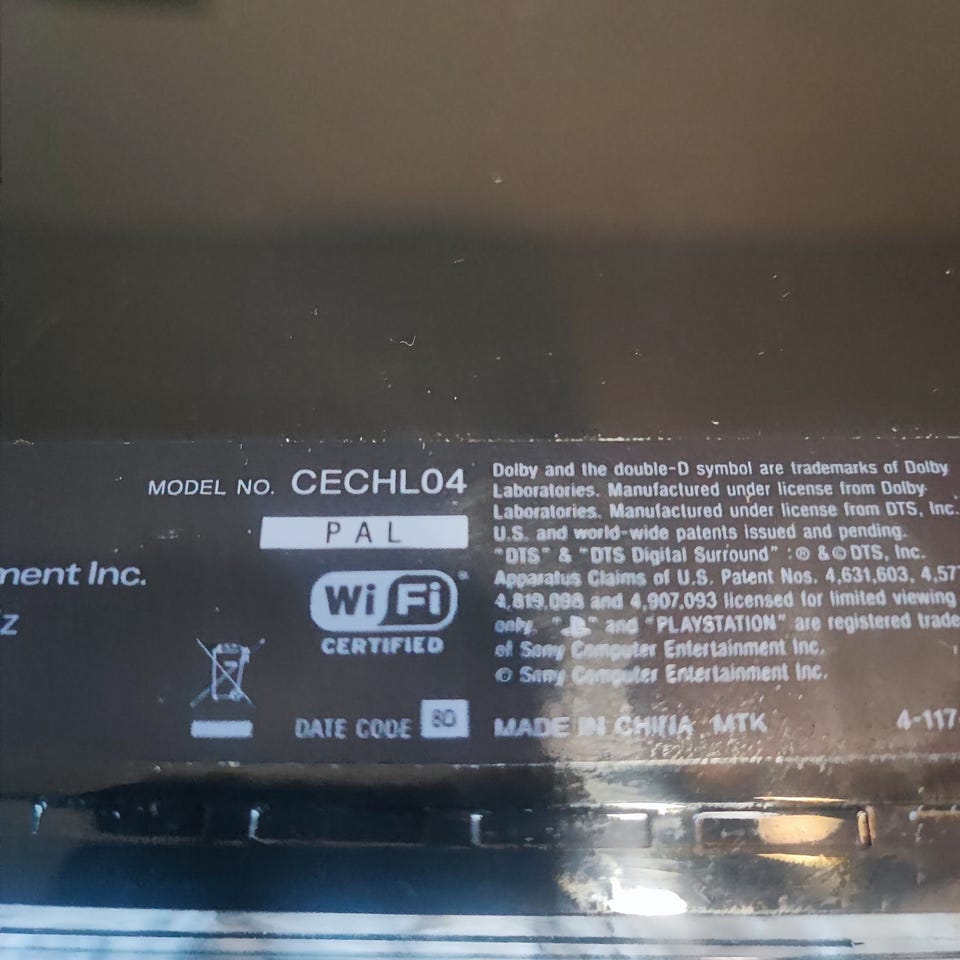 MODEL NO. CECHL04
PAL
ment Inc.
z
Wi Fi
CERTIFIED
DATE CODE 8D
Dolby and the double-D symbol are trademarks of Dolby
Laboratories. Manufactured under license from Dolby
Laboratories. Manufactured under license from DTS, Inc.
U.S. and world-wide patents issued and pending.
"DTS" & "DTS Digital Surround" : ® & © DTS, Inc.
Apparatus Claims of U.S. Patent Nos. 4,631,603, 4,57
4,819,098 and 4,907,093 licensed for limited viewing
only. " " and "PLAYSTATION" are registered trade
of Sony Computer Entertainment Inc.
© Sony Computer Entertainment Inc.
MADE IN CHINA MTK
4-117